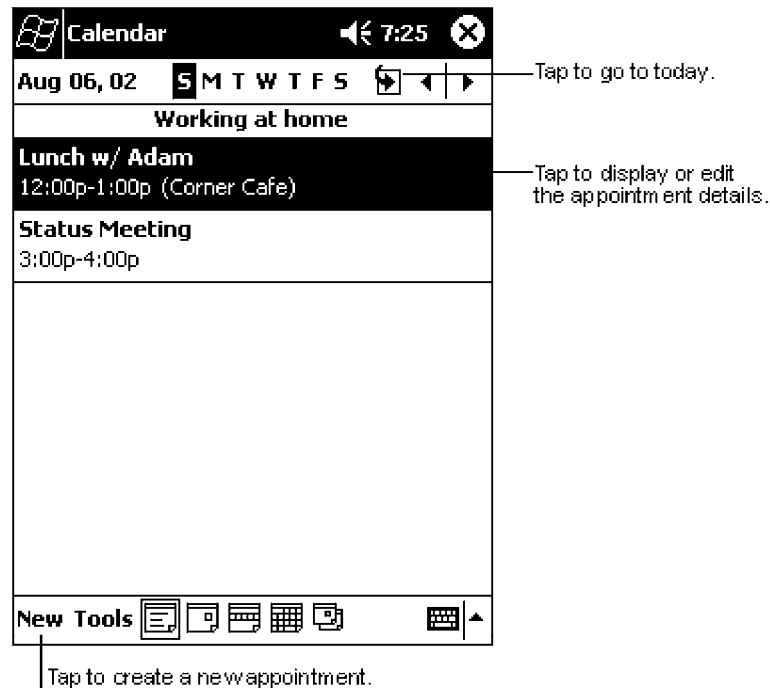 Calendar 7:25
Aug 06, 02 S M T W T F S
Tap to go to today.
Working at home
Lunch w/ Adam
12:00p-1:00p (Corner Cafe)
Tap to display or edit
the appointment details.
Status Meeting
3:00p-4:00p
New Tools
Tap to create a new appointment.